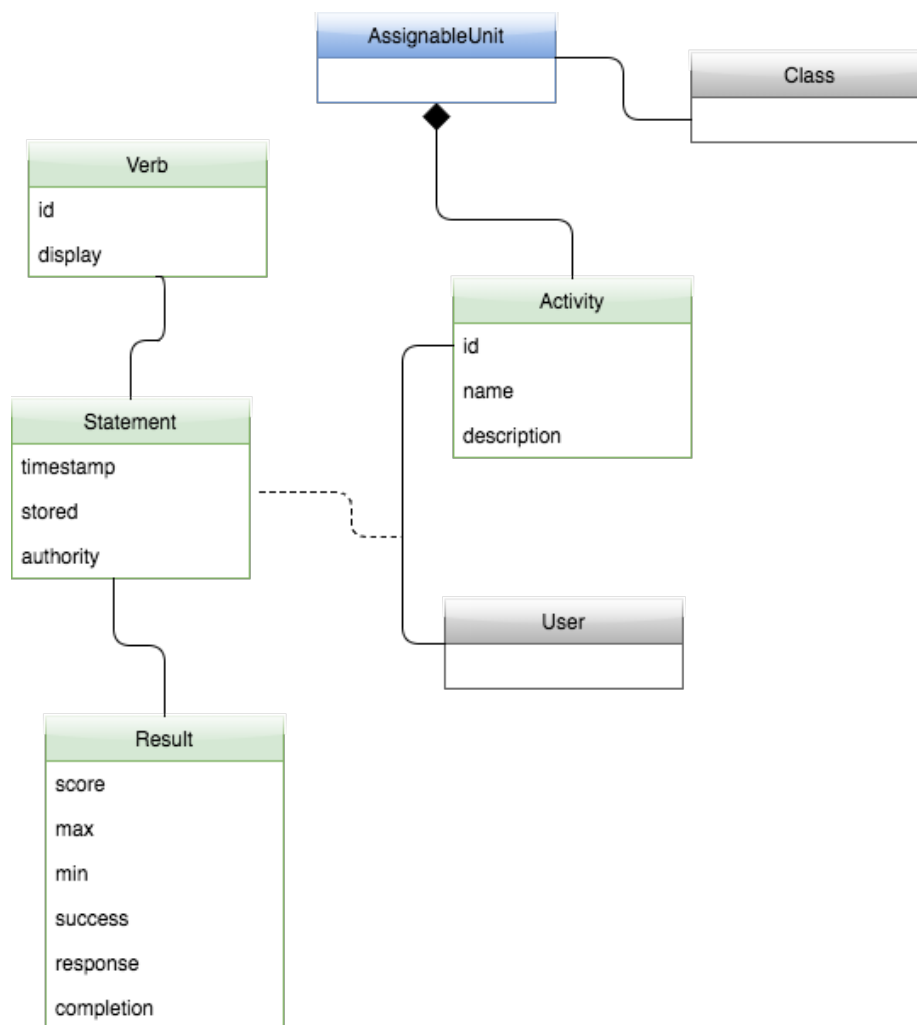 AssignableUnit
Class
Verb
id
display
Activity
id
name
description
Statement
timestamp
stored
authority
User
Result
score
max
min
success
response
completion